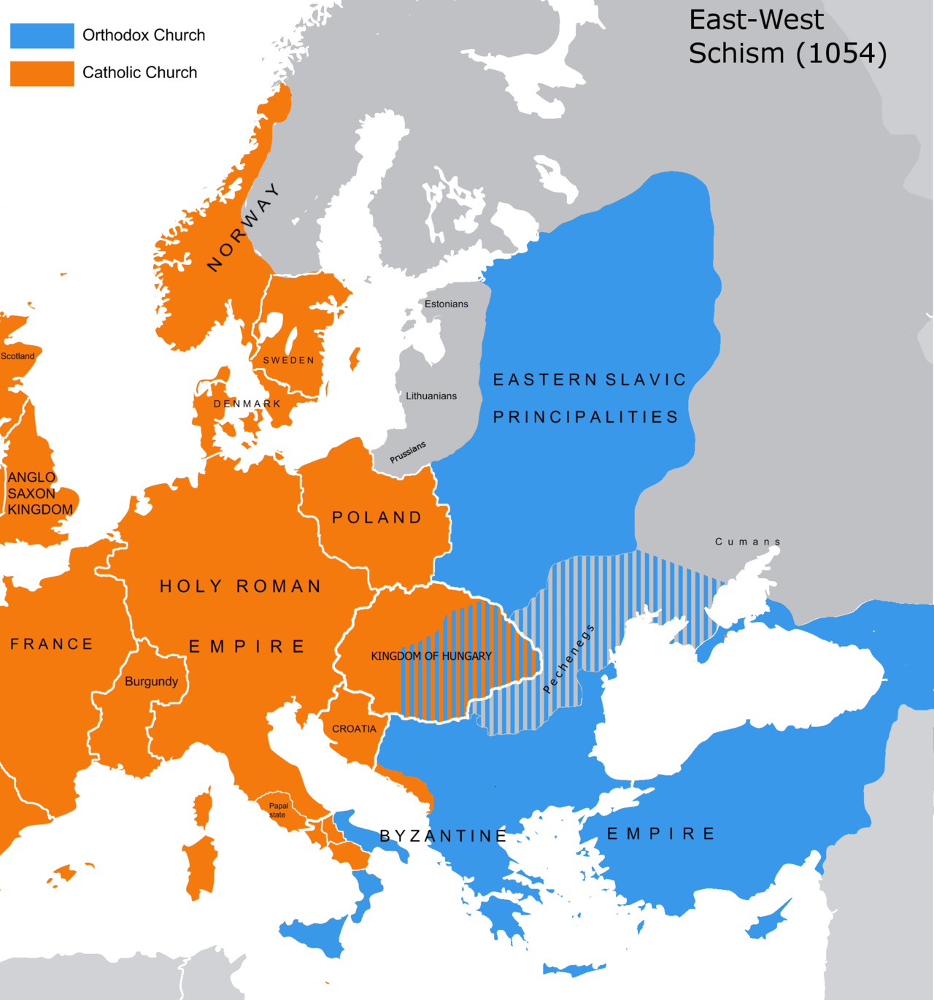 East-West
Schism (1054)
Orthodox Church
Catholic Church
NORWAY
Estonians
Scotland
SWEDEN
EASTERN SLAVIC
PRINCIPALITIES
Lithuanians
DENMARK
Prussians
ANGLO
SAXON
KINGDOM
POLAND
Cumans
HOLY ROMAN
EMPIRE
FRANCE
KINGDOM OF HUNGARY
Pechenegs
Burgundy
CROATIA
Papal
state
BYZANTINE EMPIRE